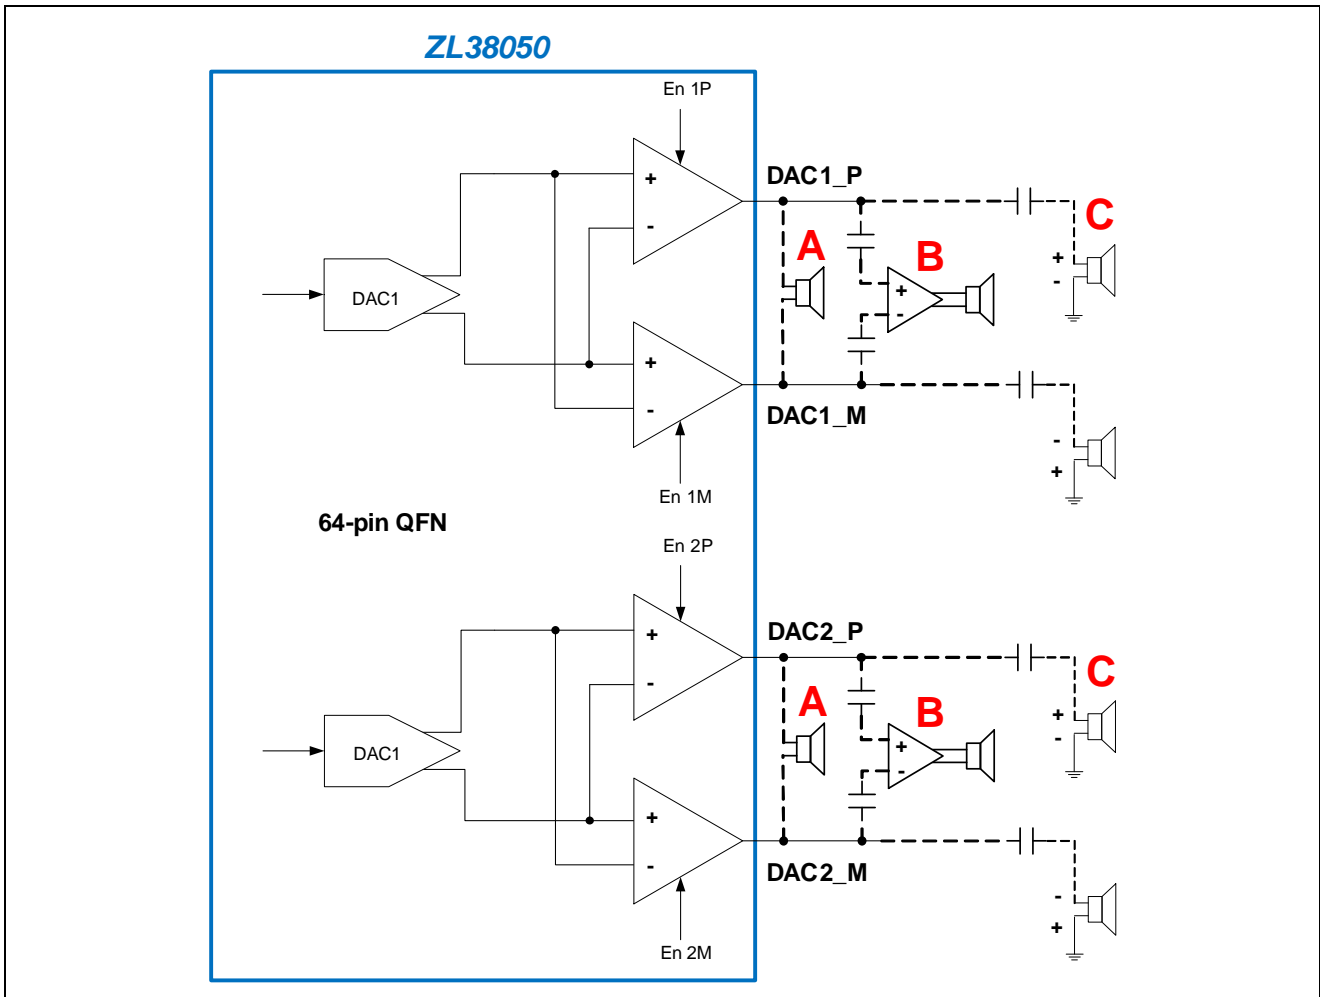 ZL38050
En 1P
+
-
DAC1_P
A
B
C
+
-
+
-
DAC1
+
-
DAC1_M
-
+
En 1M
64-pin QFN
En 2P
+
-
DAC2_P
A
B
C
+
-
+
-
DAC1
+
-
DAC2_M
-
+
En 2M